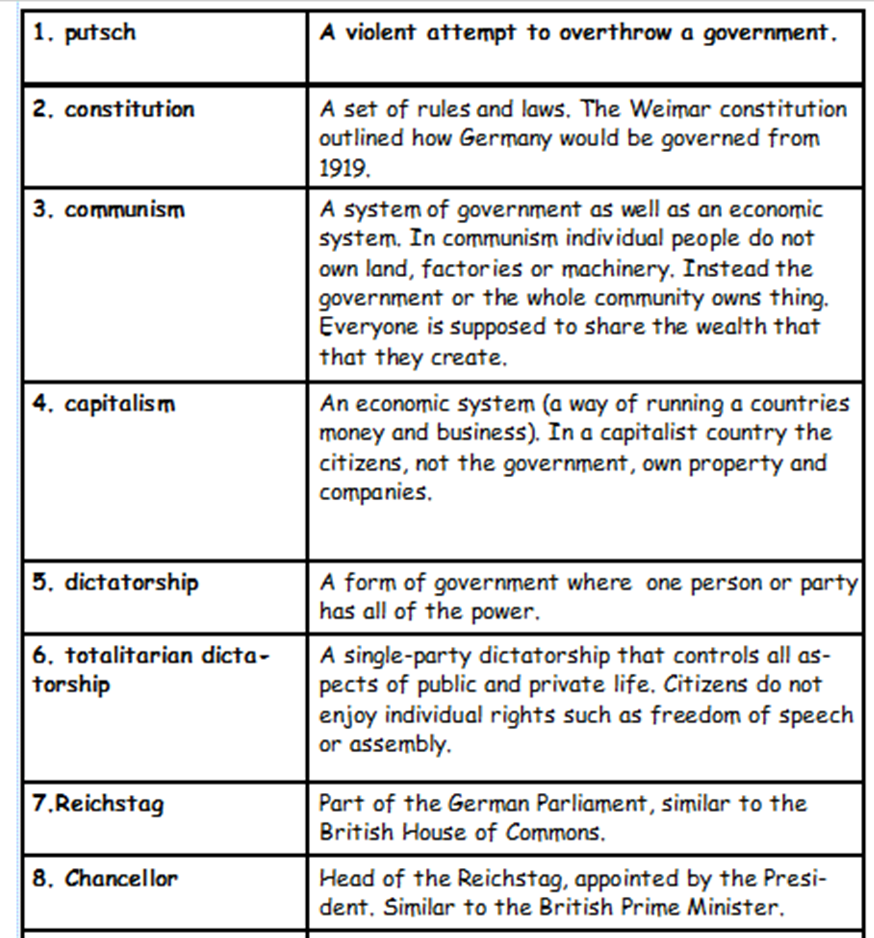 1. putsch
A violent attempt to overthrow a government.
2. constitution
A set of rules and laws. The Weimar constitution
outlined how Germany would be governed from
1919.
3. communism
A system of government as well as an economic
system. In communism individual people do not
own land, factories or machinery. Instead the
government or the whole community owns thing.
Everyone is supposed to share the wealth that
that they create.
4. capitalism
An economic system (a way of running a countries
money and business). In a capitalist country the
citizens, not the government, own property and
companies.
5. dictatorship
A form of government where one person or party
has all of the power.
6. totalitarian dicta-
torship
A single-party dictatorship that controls all as-
pects of public and private life. Citizens do not
enjoy individual rights such as freedom of speech
or assembly.
7.Reichstag
Part of the German Parliament, similar to the
British House of Commons.
8. Chancellor
Head of the Reichstag, appointed by the Presi-
dent. Similar to the British Prime Minister.